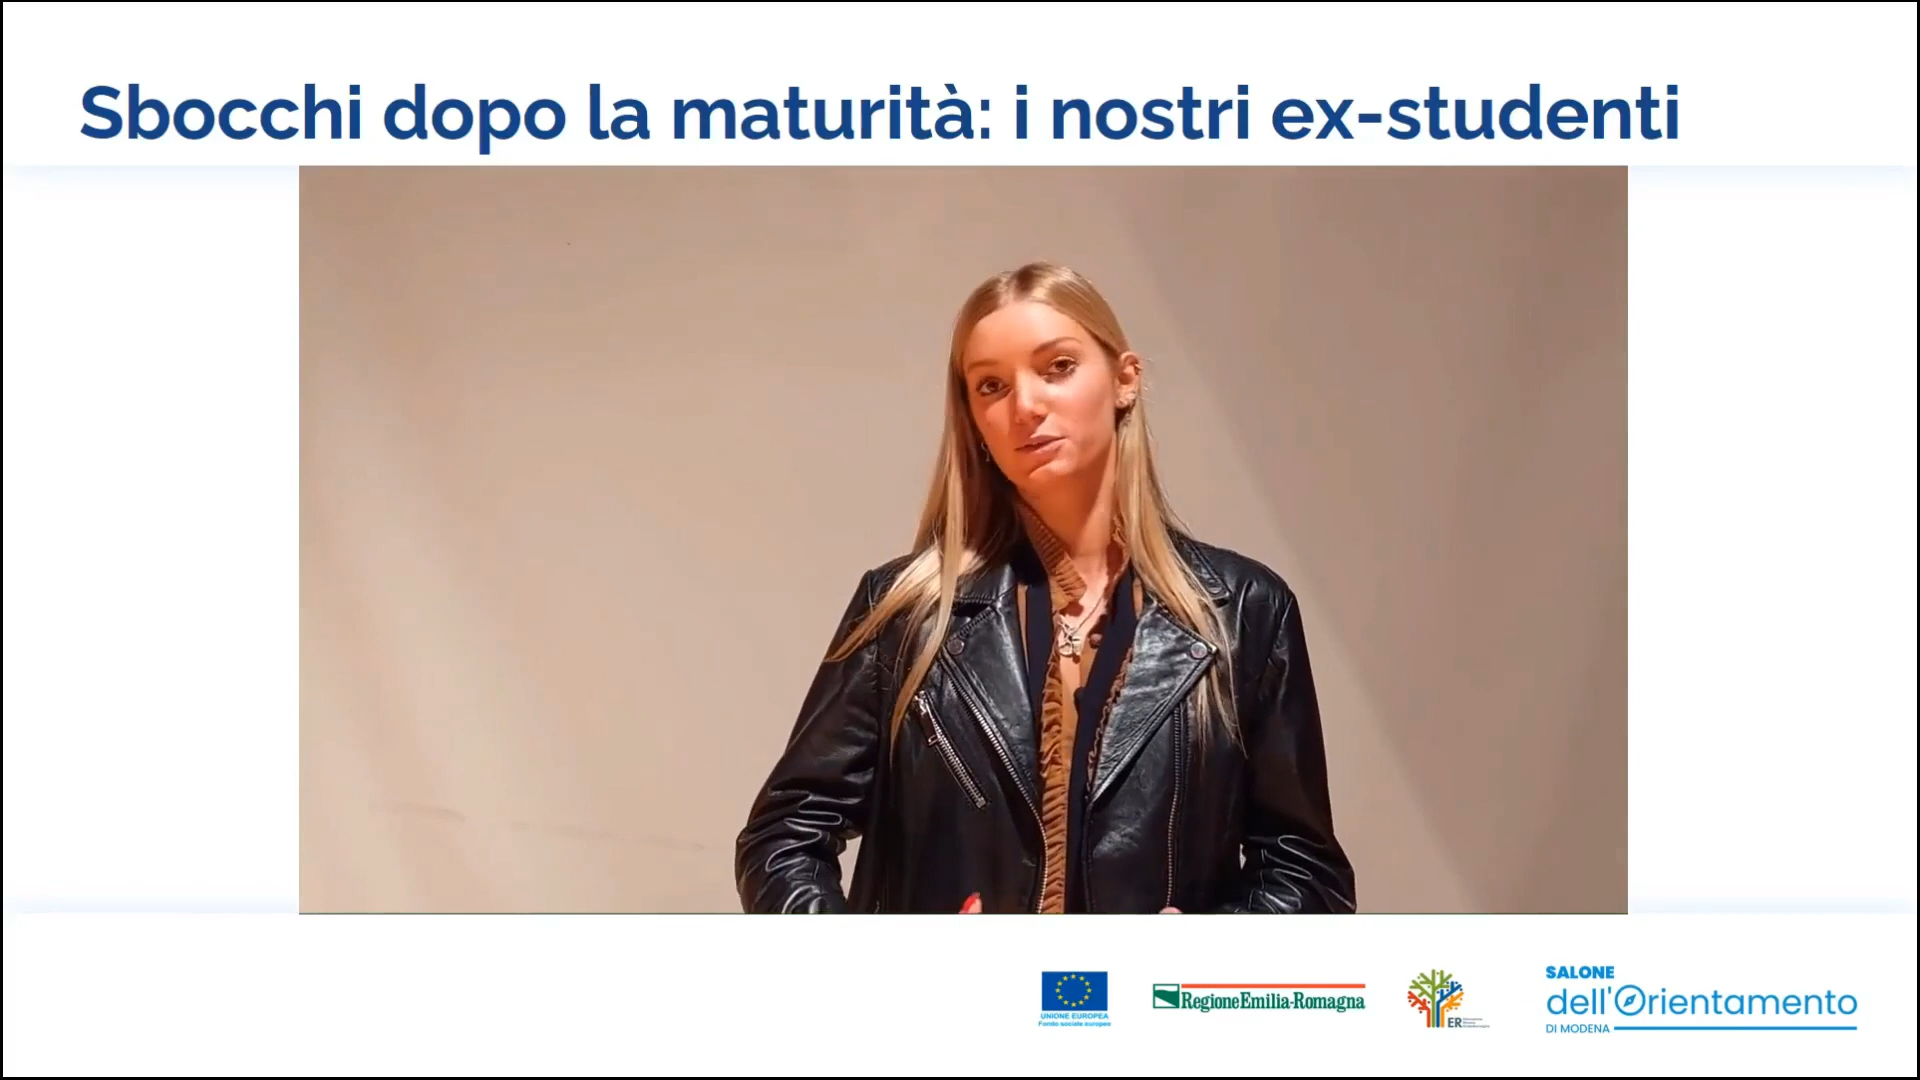 Sbocchi dopo la maturità: i nostri ex-studenti
UNIONE EUROPEA
Fondo sociale europeo
RegioneEmilia-Romagna
ER
SALONE
dell'Orientamento
DI MODENA